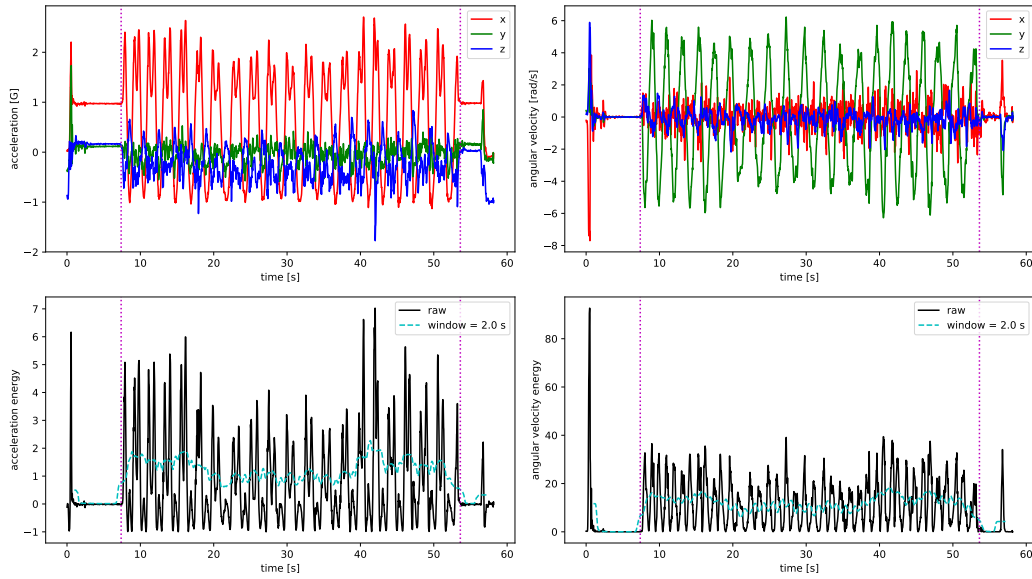 acceleration [G]
2
1
0
−1
−2
x
y
z
0 10 20 30 40 50 60
time [s]
angular velocity [rad/s]
6
4
2
0
−2
−4
−6
−8
x
y
z
0 10 20 30 40 50 60
time [s]
acceleration energy
7
6
5
4
3
2
1
0
−1
raw
window = 2.0 s
0 10 20 30 40 50 60
time [s]
angular velocity energy
80
60
40
20
0
raw
window = 2.0 s
0 10 20 30 40 50 60
time [s]